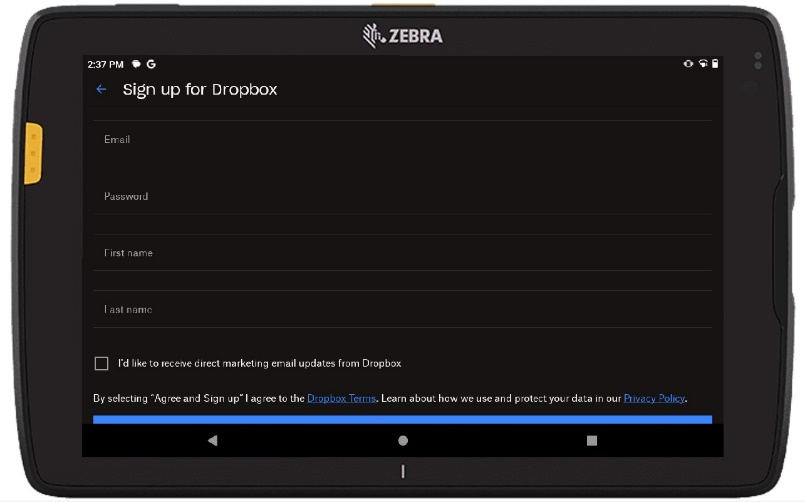 ZEBRA
2:37 PM G
Sign up for Dropbox
Email
Password
First name
Last name
I'd like to receive direct marketing email updates from Dropbox
By selecting "Agree and Sign up" I agree to the Dropbox Terms. Learn about how we use and protect your data in our Privacy Policy.